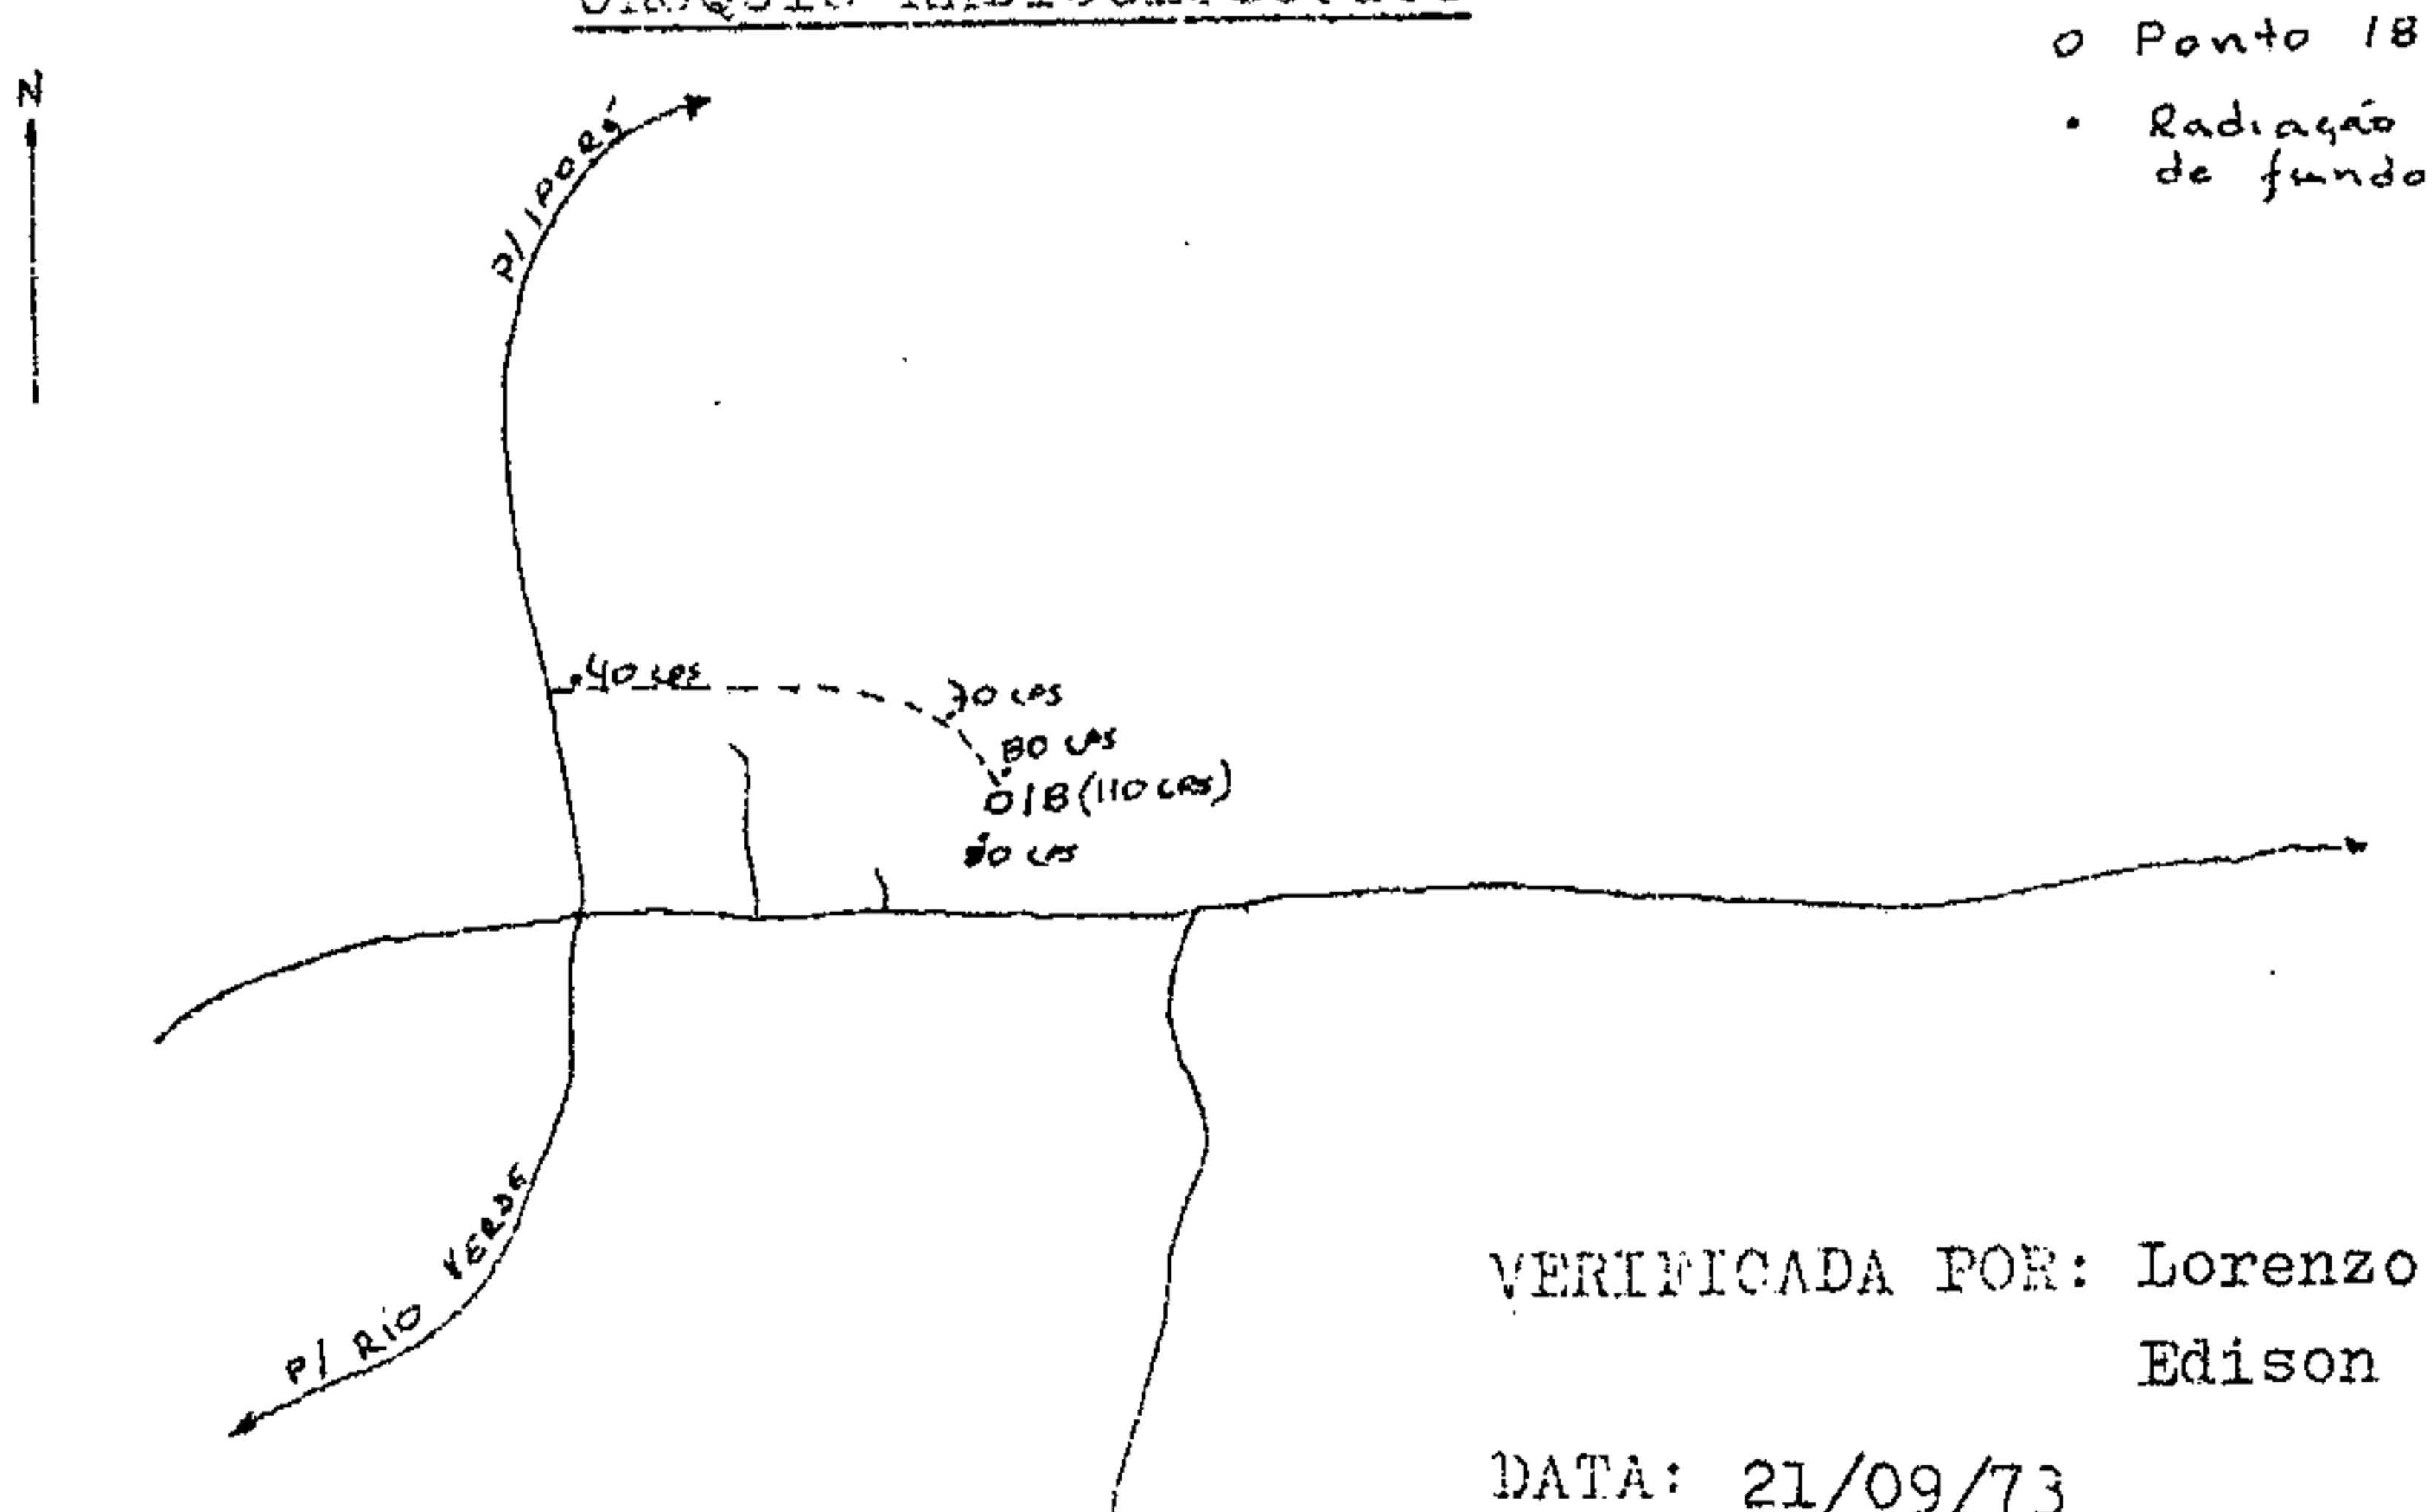 o Ponto 18
• Radiação
de fundo
N
P/ IPORÁ
40 cps
70 cps
80 cps
O 18 (110 cps)
cps
P/ RIO VERDE
VERIFICADA POR: Lorenzo
Edison
DATA: 21/09/73